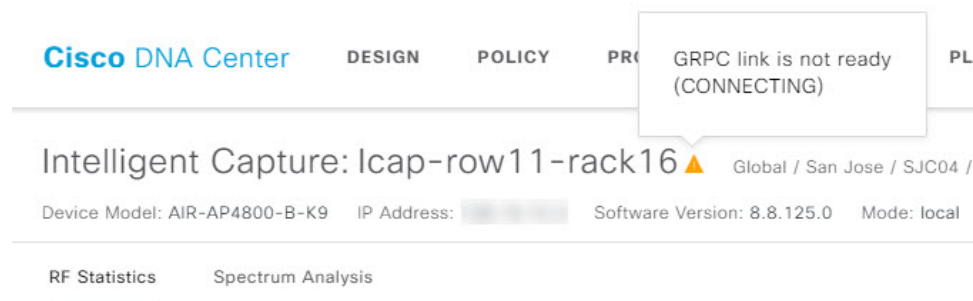 Cisco DNA Center DESIGN POLICY
GRPC link is not ready
(CONNECTING)
Intelligent Capture: Icap-row11-rack16 Global / San Jose / SJC04 /
Device Model: AIR-AP4800-B-K9 IP Address: Software Version: 8.8.125.0 Mode: local
RF Statistics Spectrum Analysis